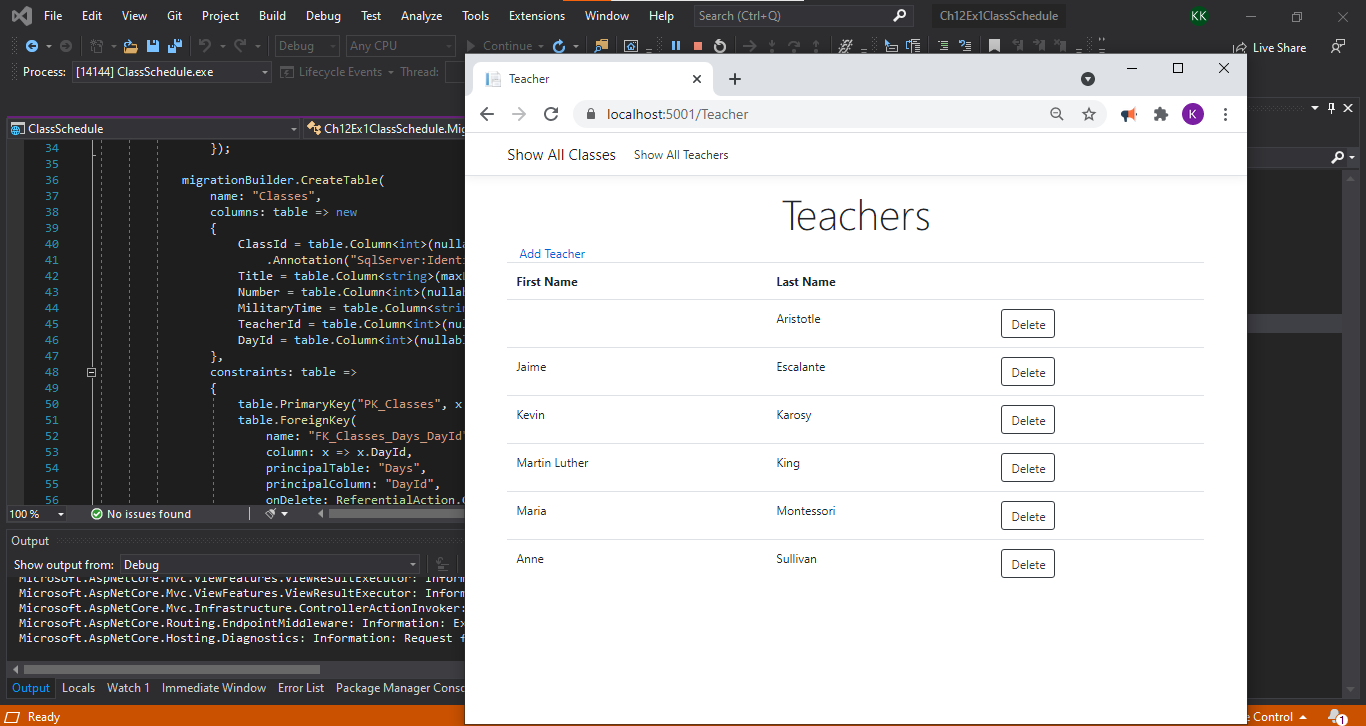 File Edit View Git Project Build Debug Test Analyze Tools Extensions Window Help Search (Ctrl+Q) Ch12Ex1ClassSchedule KK
Debug Any CPU Continue Live Share
Process: [14144] ClassSchedule.exe Lifecycle Events Thread:
ClassSchedule Ch12Ex1ClassSchedule.Mig
34 });
35
36 migrationBuilder.CreateTable(
37 name: "Classes",
38 columns: table => new
39 {
40 ClassId = table.Column<int>(nulla
41 .Annotation("SqlServer:Identi
42 Title = table.Column<string>(maxL
43 Number = table.Column<int>(nullab
44 MilitaryTime = table.Column<strin
45 TeacherId = table.Column<int>(nul
46 DayId = table.Column<int>(nullabl
47 },
48 constraints: table =>
49 {
50 table.PrimaryKey("PK_Classes", x
51 table.ForeignKey(
52 name: "FK_Classes_Days_DayId"
53 column: x => x.DayId,
54 principalTable: "Days",
55 principalColumn: "DayId",
56 onDelete: ReferentialAction.C
100 % No issues found
Output
Show output from: Debug
Microsoft.AspNetCore.Mvc.ViewFeatures.ViewResultExecutor: Inform
Microsoft.AspNetCore.Mvc.ViewFeatures.ViewResultExecutor: Inform
Microsoft.AspNetCore.Mvc.Infrastructure.ControllerActionInvoker:
Microsoft.AspNetCore.Routing.EndpointMiddleware: Information: Ex
Microsoft.AspNetCore.Hosting.Diagnostics: Information: Request f
Output Locals Watch 1 Immediate Window Error List Package Manager Conso
Ready
Control 1
Teacher
localhost:5001/Teacher K
Show All Classes Show All Teachers
Teachers
Add Teacher
First Name Last Name
Aristotle Delete
Jaime Escalante Delete
Kevin Karosy Delete
Martin Luther King Delete
Maria Montessori Delete
Anne Sullivan Delete